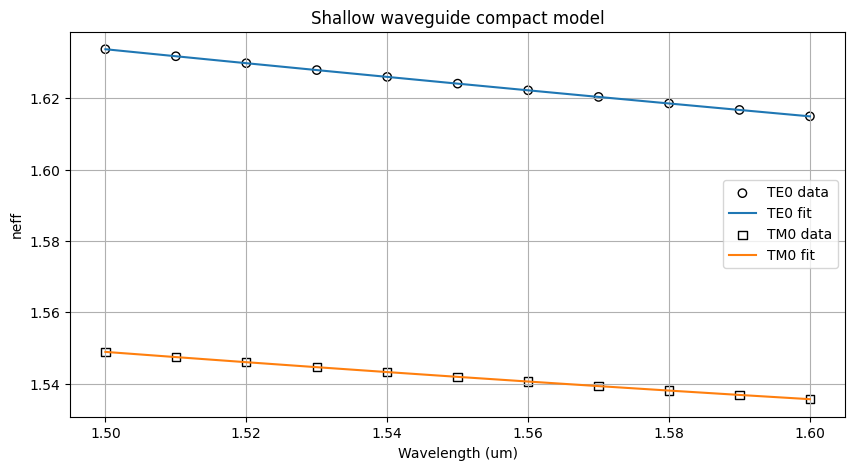 Shallow waveguide compact model
neff
1.62
1.60
1.58
1.56
1.54
TE0 data
TE0 fit
TM0 data
TM0 fit
1.50 1.52 1.54 1.56 1.58 1.60
Wavelength (um)